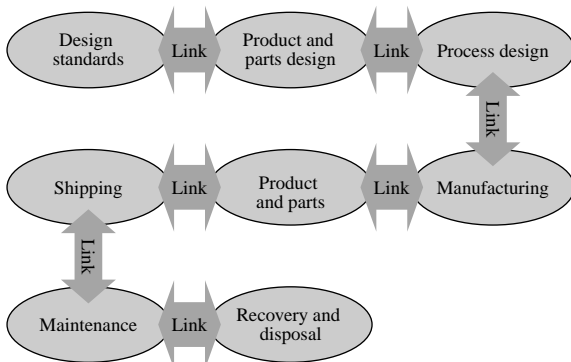 Design
standards
Link
Product and
parts design
Link
Process design
Link
Shipping
Link
Product
and parts
Link
Manufacturing
Link
Maintenance
Link
Recovery and
disposal